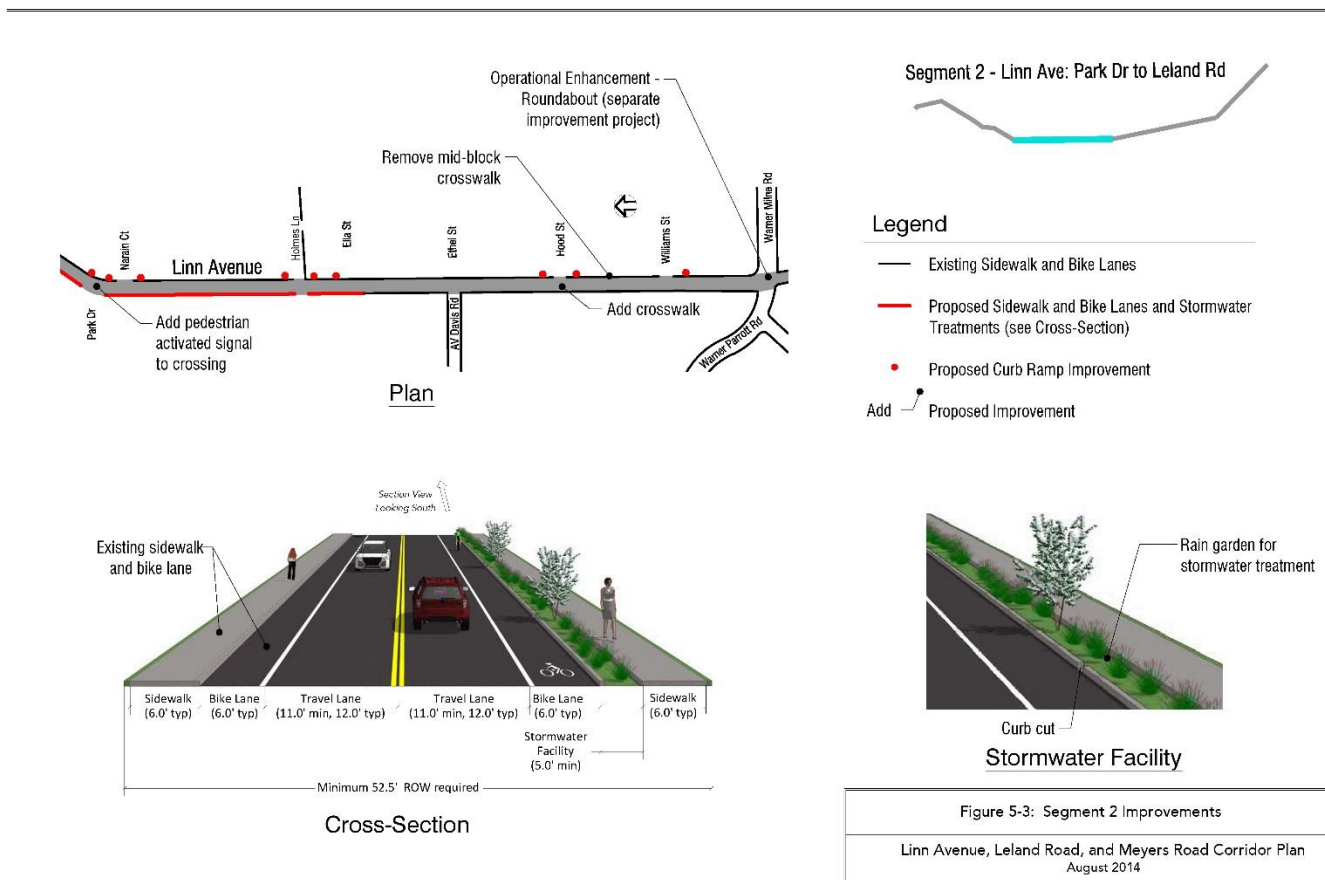 Operational Enhancement -
Roundabout (separate
improvement project)
Remove mid-block
crosswalk
Narain Ct
Holmes Ln
Ella St
Ethel St
Hood St
Williams St
Warner Milne Rd
Linn Avenue
Park Dr
Add pedestrian
activated signal
to crossing
AV Davis Rd
Add crosswalk
Warner Parrott Rd
Plan
Segment 2 - Linn Ave: Park Dr to Leland Rd
Legend
Existing Sidewalk and Bike Lanes
Proposed Sidewalk and Bike Lanes and Stormwater
Treatments (see Cross-Section)
Proposed Curb Ramp Improvement
Add
Proposed Improvement
Section View
Looking South
Existing sidewalk
and bike lane
Sidewalk
(6.0' typ)
Bike Lane
(6.0' typ)
Travel Lane
(11.0' min, 12.0' typ)
Travel Lane
(11.0' min, 12.0' typ)
Bike Lane
(6.0' typ)
Sidewalk
(6.0' typ)
Stormwater
Facility
(5.0' min)
Minimum 52.5' ROW required
Cross-Section
Rain garden for
stormwater treatment
Curb cut
Stormwater Facility
Figure 5-3: Segment 2 Improvements
Linn Avenue, Leland Road, and Meyers Road Corridor Plan
August 2014